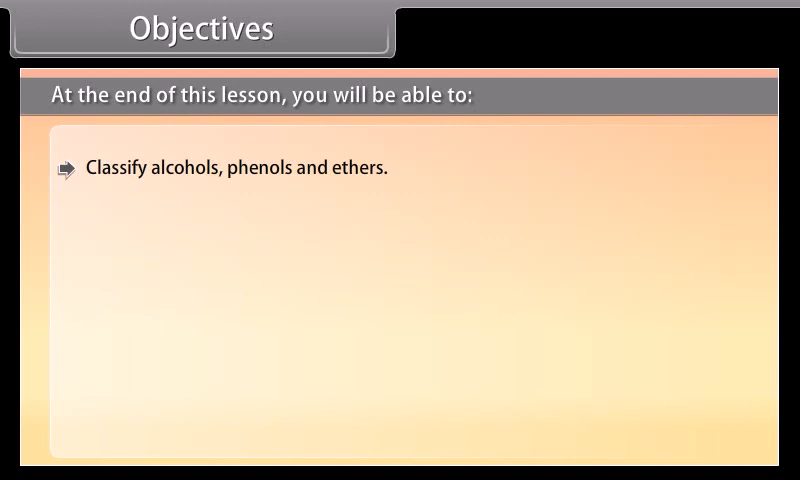 Objectives
At the end of this lesson, you will be able to:
Classify alcohols, phenols and ethers.